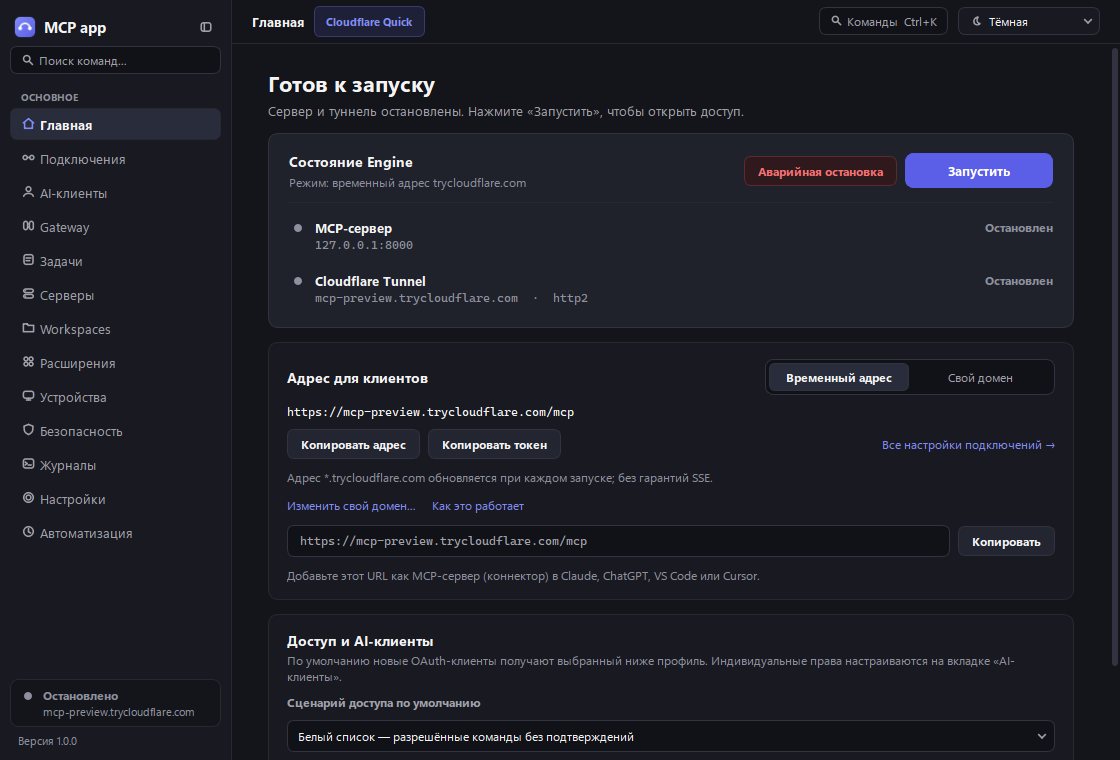 MCP app
Поиск команд...
ОСНОВНОЕ
Главная
Подключения
AI-клиенты
Gateway
Задачи
Серверы
Workspaces
Расширения
Устройства
Безопасность
Журналы
Настройки
Автоматизация
Остановлено
mcp-preview.trycloudflare.com
Версия 1.0.0
Главная
Cloudflare Quick
Команды Ctrl+K
Тёмная
Готов к запуску
Сервер и туннель остановлены. Нажмите «Запустить», чтобы открыть доступ.
Состояние Engine
Режим: временный адрес trycloudflare.com
Аварийная остановка
Запустить
MCP-сервер
127.0.0.1:8000
Остановлен
Cloudflare Tunnel
mcp-preview.trycloudflare.com · http2
Остановлен
Адрес для клиентов
Временный адрес
Свой домен
https://mcp-preview.trycloudflare.com/mcp
Копировать адрес
Копировать токен
Все настройки подключений →
Адрес *.trycloudflare.com обновляется при каждом запуске; без гарантий SSE.
Изменить свой домен...
Как это работает
https://mcp-preview.trycloudflare.com/mcp
Копировать
Добавьте этот URL как MCP-сервер (коннектор) в Claude, ChatGPT, VS Code или Cursor.
Доступ и AI-клиенты
По умолчанию новые OAuth-клиенты получают выбранный ниже профиль. Индивидуальные права настраиваются на вкладке «AI-
клиенты».
Сценарий доступа по умолчанию
Белый список — разрешённые команды без подтверждений